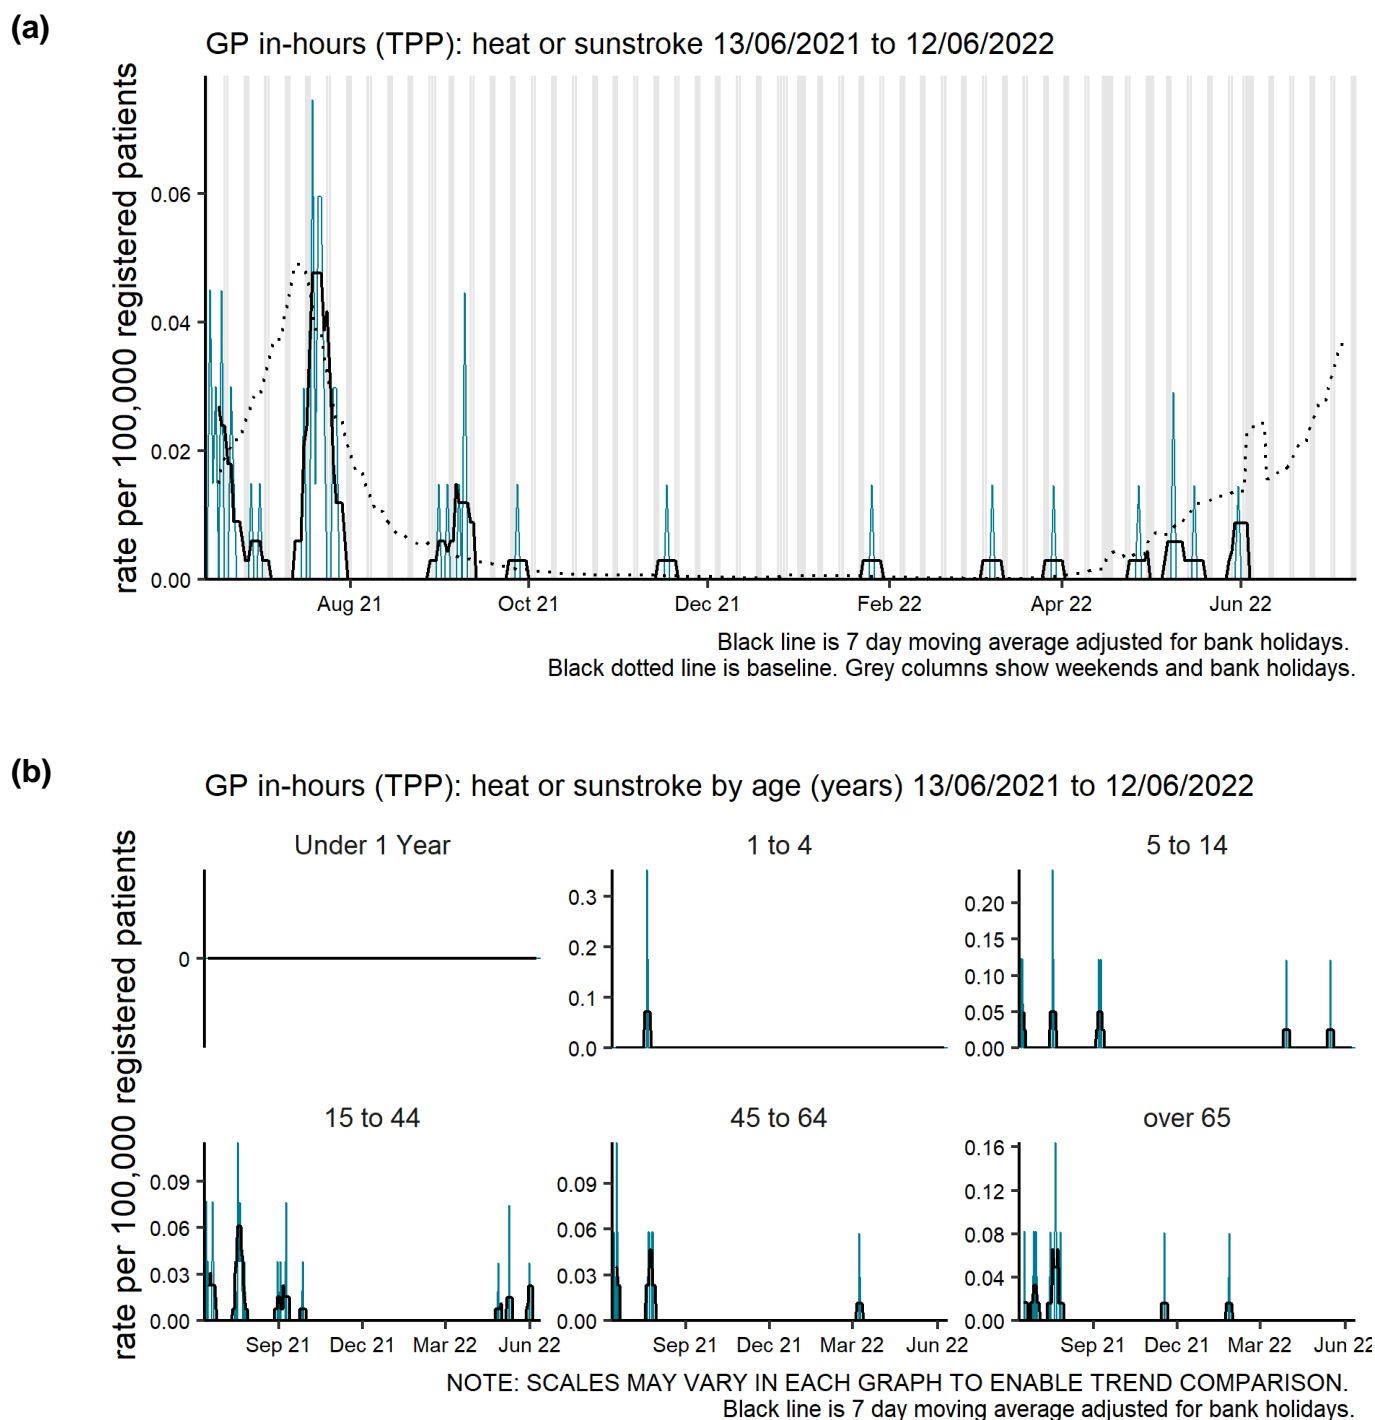 (a)
GP in-hours (TPP): heat or sunstroke 13/06/2021 to 12/06/2022
rate per 100,000 registered patients
0.06
0.04
0.02
0.00
Aug 21 Oct 21 Dec 21 Feb 22 Apr 22 Jun 22
Black line is 7 day moving average adjusted for bank holidays.
Black dotted line is baseline. Grey columns show weekends and bank holidays.
(b)
GP in-hours (TPP): heat or sunstroke by age (years) 13/06/2021 to 12/06/2022
rate per 100,000 registered patients
Under 1 Year
0
1 to 4
0.3
0.2
0.1
0.0
5 to 14
0.20
0.15
0.10
0.05
0.00
15 to 44
0.09
0.06
0.03
0.00
Sep 21 Dec 21 Mar 22 Jun 22
45 to 64
0.09
0.06
0.03
0.00
Sep 21 Dec 21 Mar 22 Jun 22
over 65
0.16
0.12
0.08
0.04
0.00
Sep 21 Dec 21 Mar 22 Jun 22
NOTE: SCALES MAY VARY IN EACH GRAPH TO ENABLE TREND COMPARISON.
Black line is 7 day moving average adjusted for bank holidays.